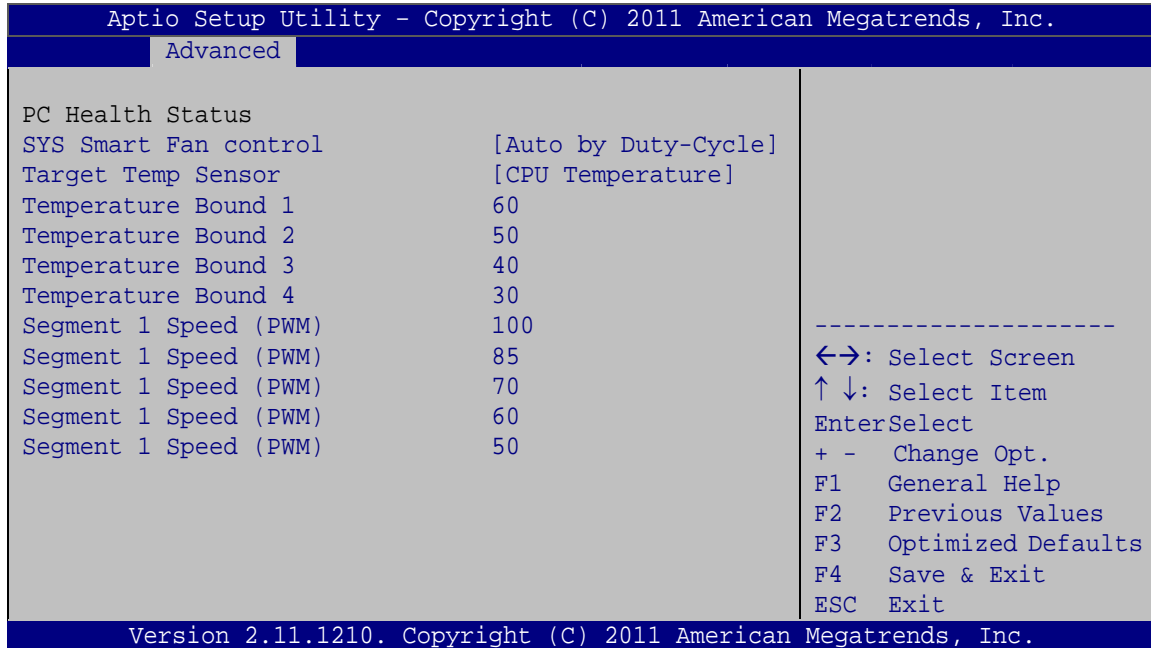 Aptio Setup Utility – Copyright (C) 2011 American Megatrends, Inc.
Advanced
PC Health Status
SYS Smart Fan control [Auto by Duty-Cycle]
Target Temp Sensor [CPU Temperature]
Temperature Bound 1 60
Temperature Bound 2 50
Temperature Bound 3 40
Temperature Bound 4 30
Segment 1 Speed (PWM) 100
Segment 1 Speed (PWM) 85
Segment 1 Speed (PWM) 70
Segment 1 Speed (PWM) 60
Segment 1 Speed (PWM) 50
---------------------
←→: Select Screen
↑ ↓: Select Item
EnterSelect
+ - Change Opt.
F1 General Help
F2 Previous Values
F3 Optimized Defaults
F4 Save & Exit
ESC Exit
Version 2.11.1210. Copyright (C) 2011 American Megatrends, Inc.